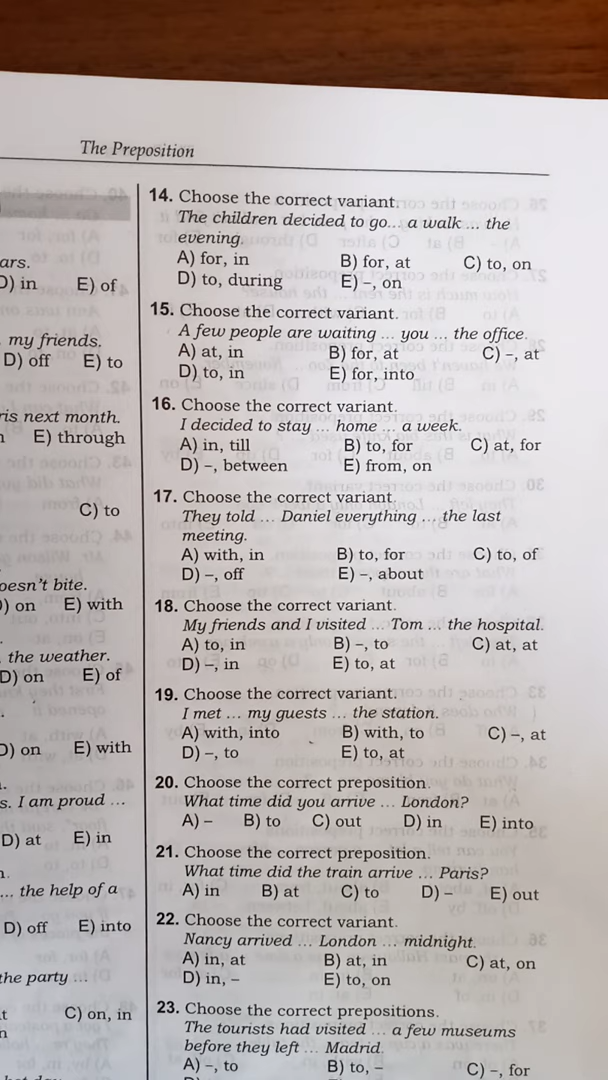 The Preposition
ars.
D) in E) of
my friends.
D) off E) to
ris next month.
E) through
C) to
oesn't bite.
) on E) with
the weather.
D) on E) of
D) on E) with
s. I am proud ...
D) at E) in
... the help of a
D) off E) into
the party ...
C) on, in
14. Choose the correct variant.
The children decided to go... a walk ... the
evening.
A) for, in B) for, at C) to, on
D) to, during E) –, on
15. Choose the correct variant.
A few people are waiting ... you ... the office.
A) at, in B) for, at C) –, at
D) to, in E) for, into
16. Choose the correct variant.
I decided to stay ... home ... a week.
A) in, till B) to, for C) at, for
D) –, between E) from, on
17. Choose the correct variant.
They told ... Daniel everything ... the last
meeting.
A) with, in B) to, for C) to, of
D) –, off E) –, about
18. Choose the correct variant.
My friends and I visited ... Tom ... the hospital.
A) to, in B) –, to C) at, at
D) –, in E) to, at
19. Choose the correct variant.
I met ... my guests ... the station.
A) with, into B) with, to C) –, at
D) –, to E) to, at
20. Choose the correct preposition.
What time did you arrive ... London?
A) – B) to C) out D) in E) into
21. Choose the correct preposition.
What time did the train arrive ... Paris?
A) in B) at C) to D) – E) out
22. Choose the correct variant.
Nancy arrived ... London ... midnight.
A) in, at B) at, in C) at, on
D) in, – E) to, on
23. Choose the correct prepositions.
The tourists had visited ... a few museums
before they left ... Madrid.
A) –, to B) to, – C) –, for